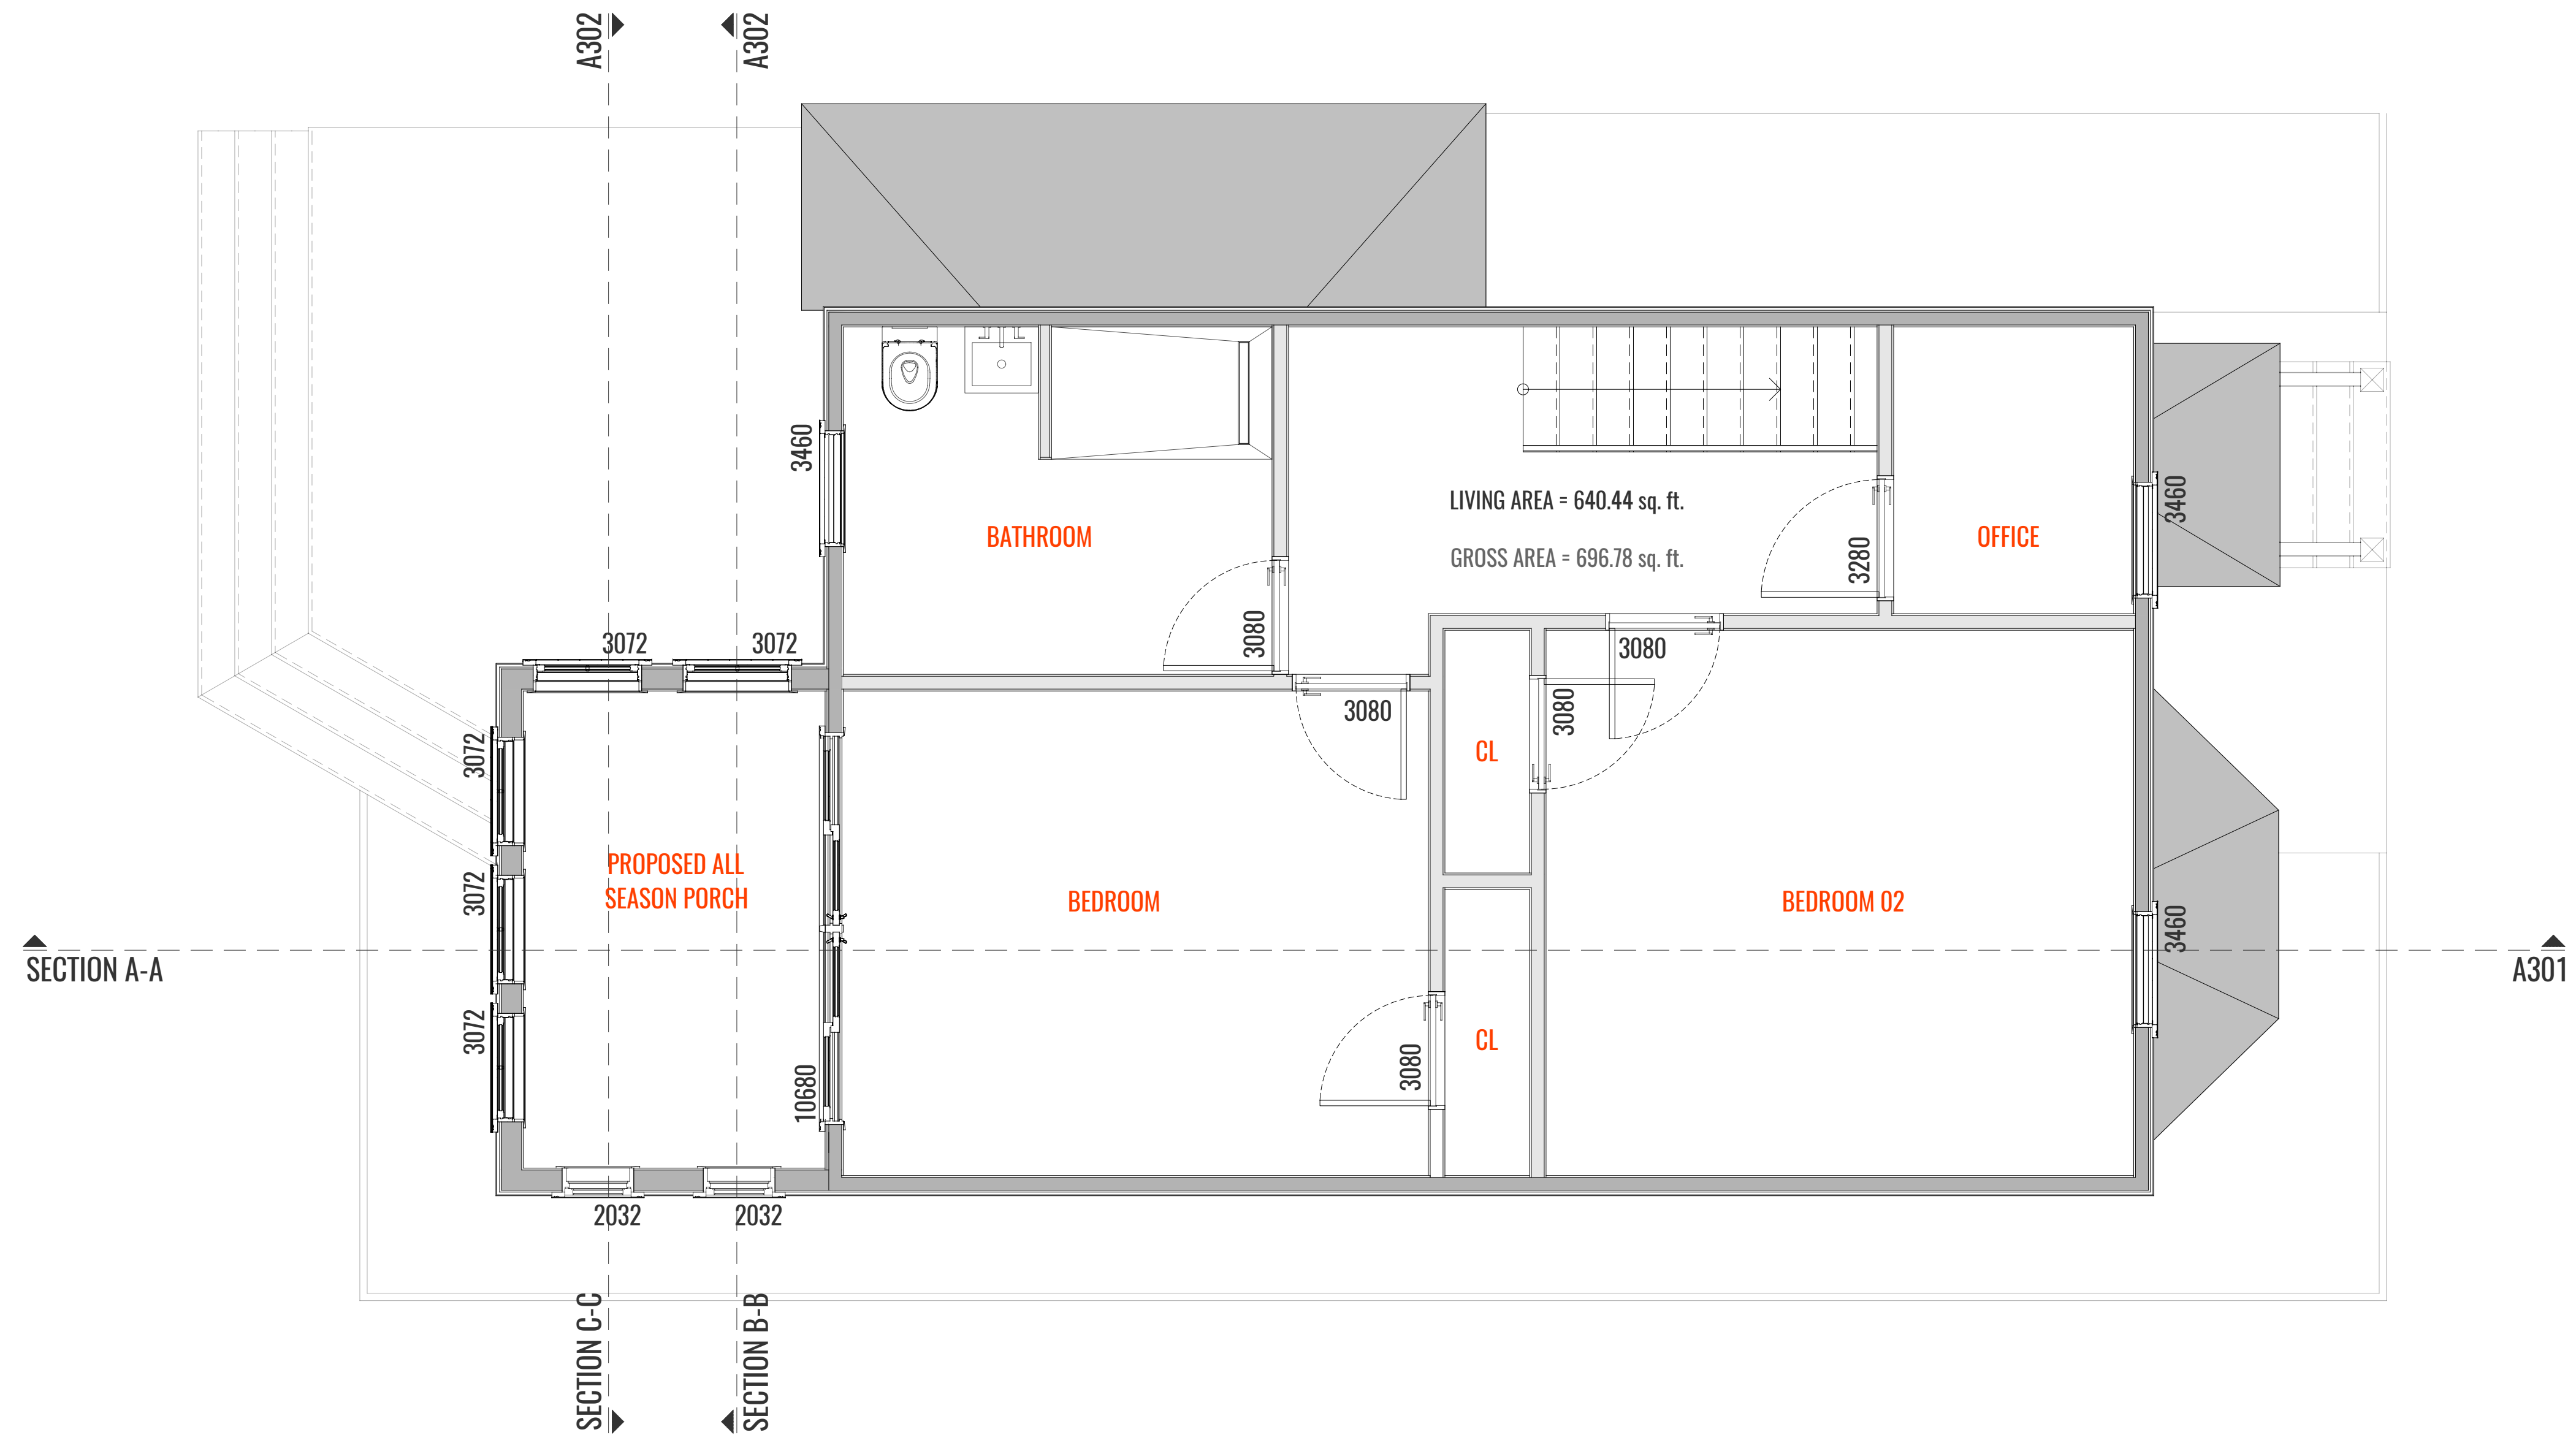 A302
A302
3460
LIVING AREA = 640.44 sq. ft.
3460
BATHROOM
OFFICE
GROSS AREA = 696.78 sq. ft.
3280
3080
3072
3072
3080
3080
3080
3072
CL
PROPOSED ALL
SEASON PORCH
3072
BEDROOM
BEDROOM 02
3460
SECTION A-A
A301
3072
CL
3080
10680
2032
2032
SECTION C-C
SECTION B-B